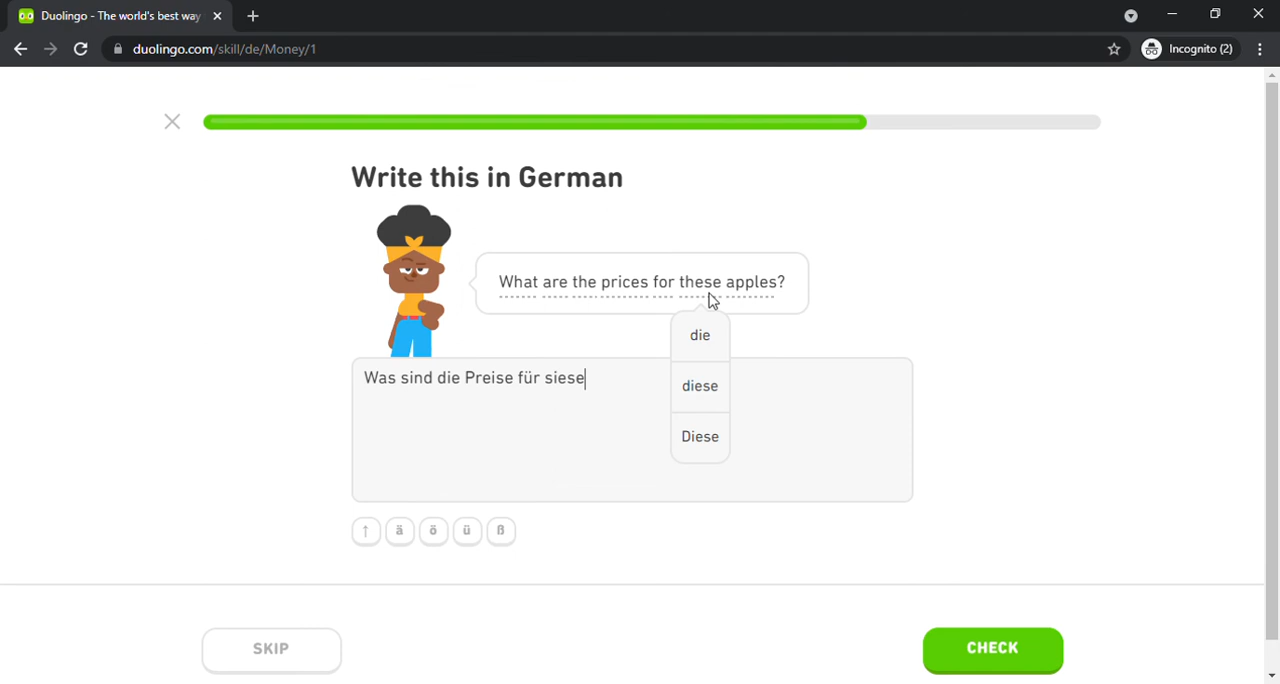 Duolingo - The world's best way
duolingo.com/skill/de/Money/1
Incognito (2)
Write this in German
What are the prices for these apples?
die
Was sind die Preise für siese
diese
Diese
↑ ä ö ü ß
SKIP
CHECK